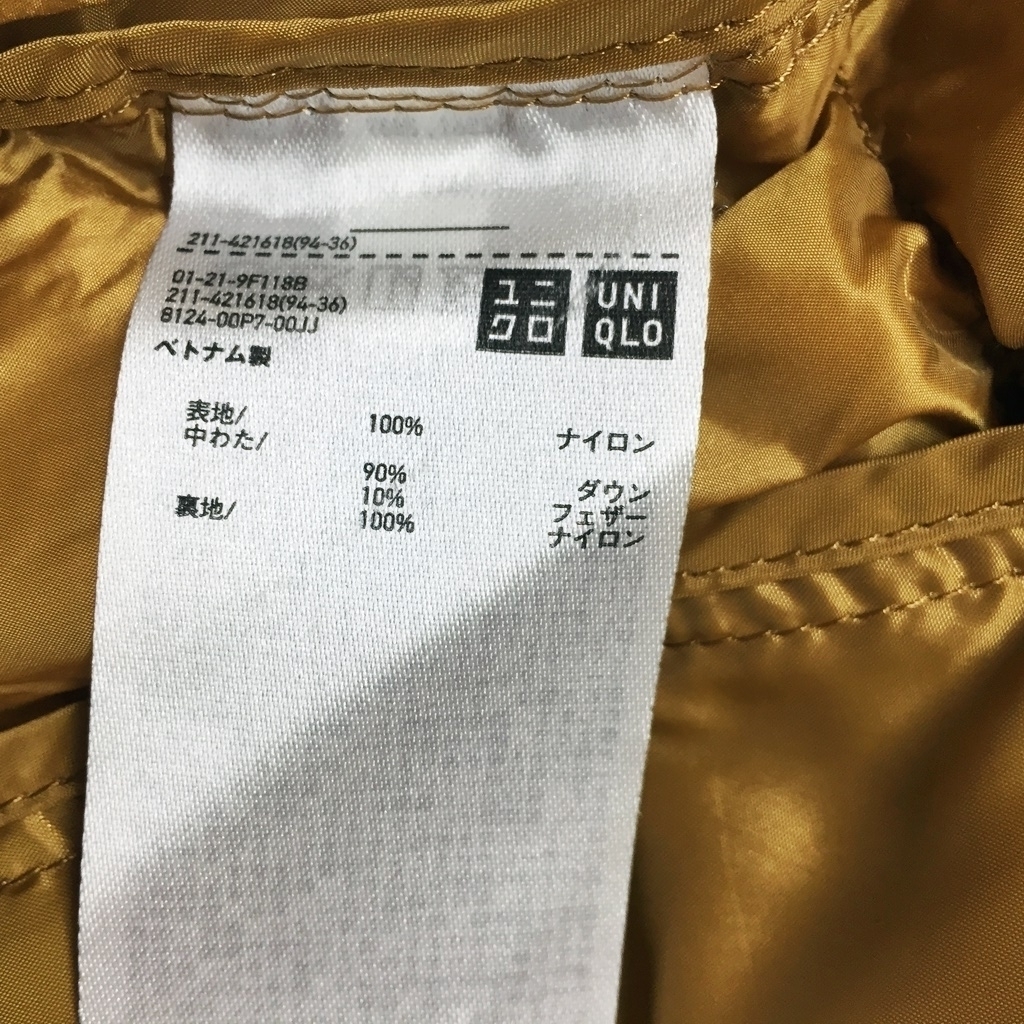 211-421618(94-36)
01-21-9F118B
211-421618(94-36)
8124-00P7-00JJ
ベトナム製
ユニ
クロ
UNI
QLO
表地/ 100% ナイロン
中わた/
90% ダウン
10% フェザー
裏地/ 100% ナイロン